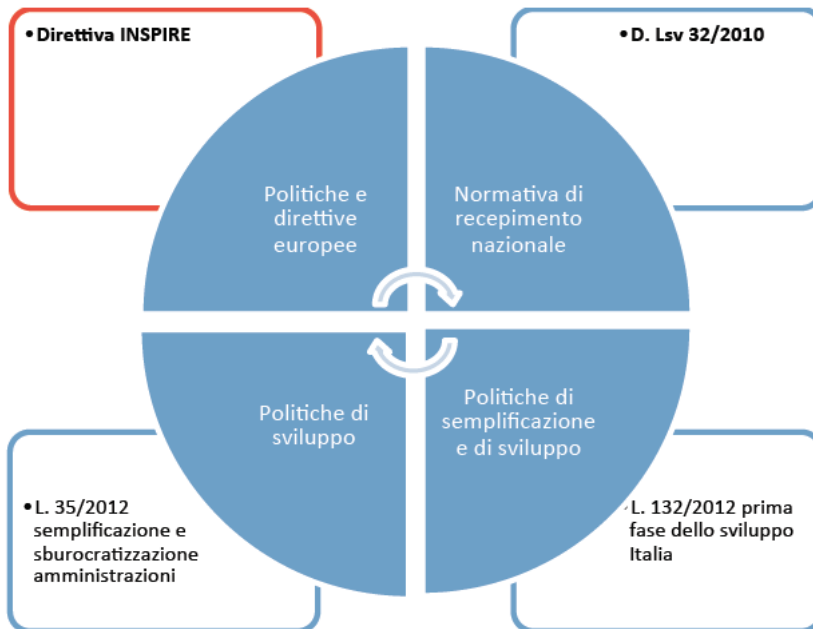 •Direttiva INSPIRE
•D. Lsv 32/2010
Politiche e
direttive
europee
Normativa di
recepimento
nazionale
Politiche di
sviluppo
Politiche di
semplificazione
e di sviluppo
•L. 35/2012
semplificazione e
sburocratizzazione
amministrazioni
•L. 132/2012 prima
fase dello sviluppo
Italia